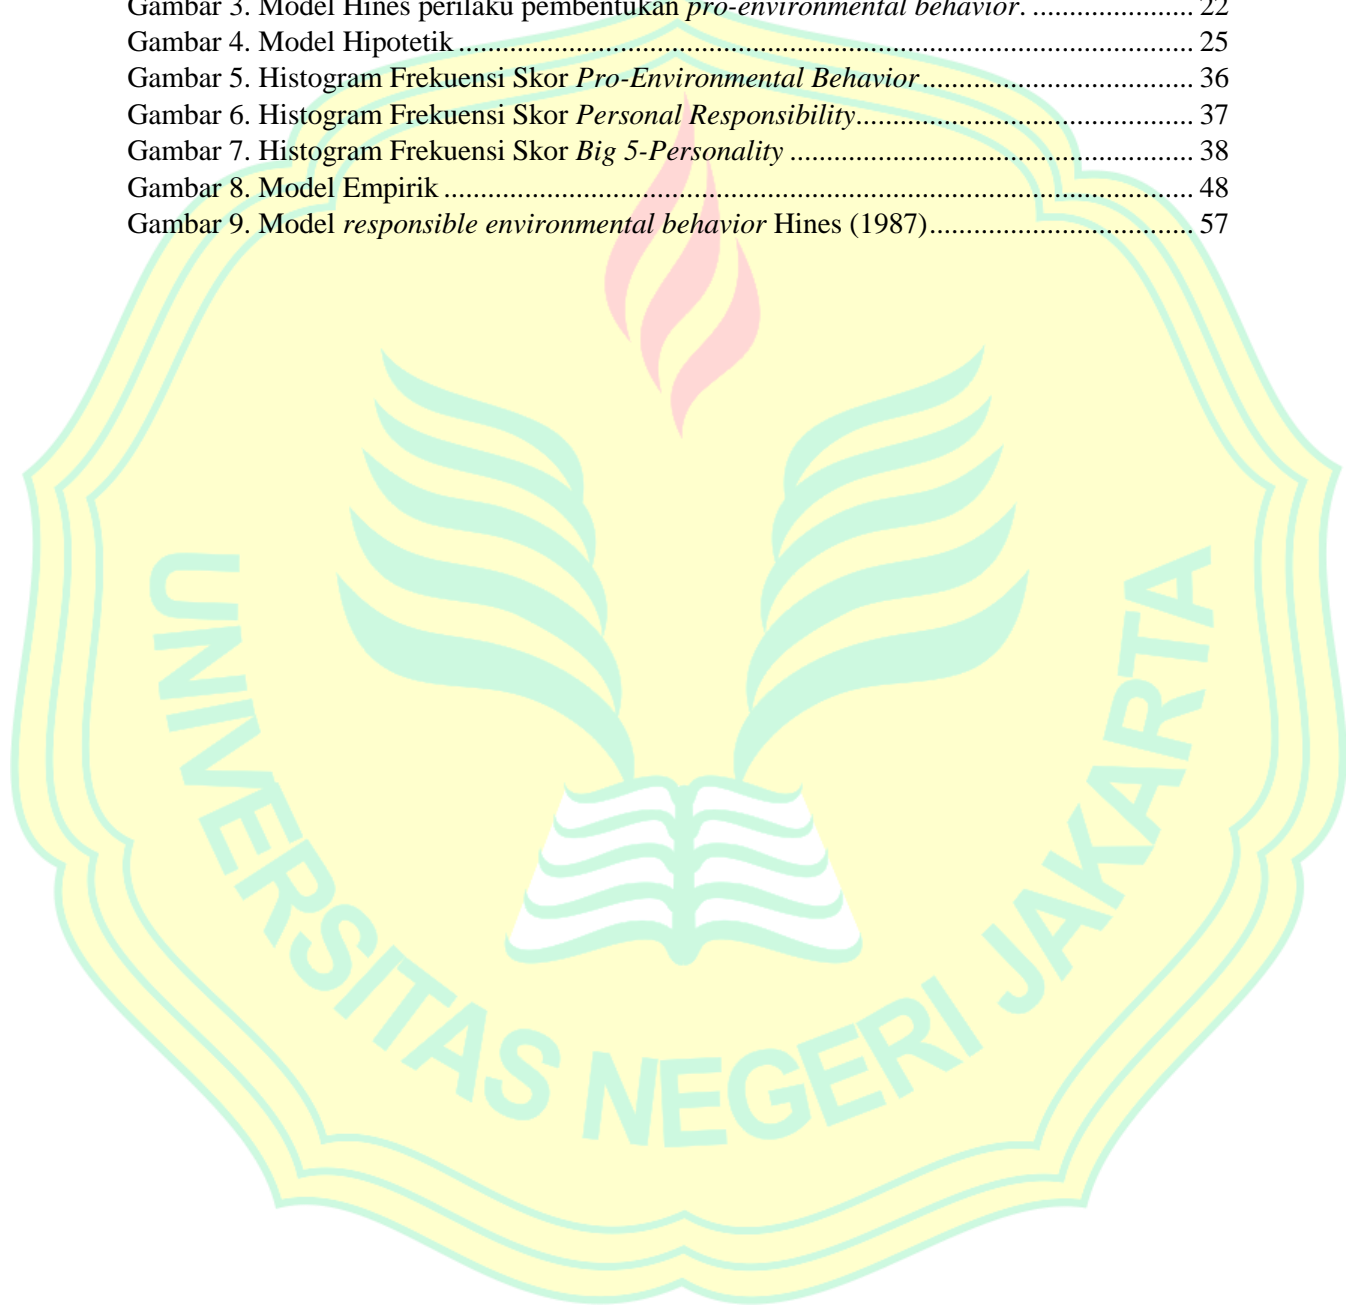 Gambar 3. Model Hines perilaku pembentukan pro-environmental behavior. ........................ 22
Gambar 4. Model Hipotetik ................................................................................................ 25
Gambar 5. Histogram Frekuensi Skor Pro-Environmental Behavior .................................... 36
Gambar 6. Histogram Frekuensi Skor Personal Responsibility ............................................. 37
Gambar 7. Histogram Frekuensi Skor Big 5-Personality ...................................................... 38
Gambar 8. Model Empirik ................................................................................................... 48
Gambar 9. Model responsible environmental behavior Hines (1987) ................................... 57
UNIVERSITAS NEGERI JAKARTA